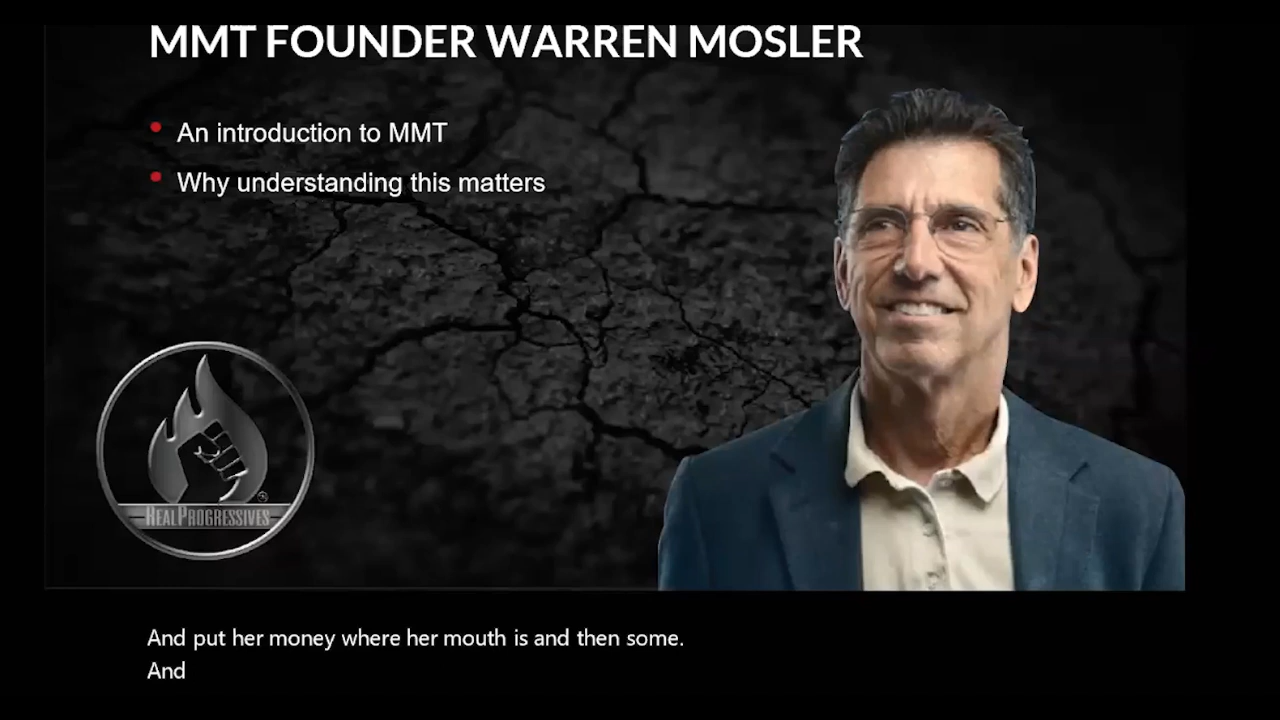 MMT FOUNDER WARREN MOSLER
An introduction to MMT
Why understanding this matters
REALPROGRESSIVES
And put her money where her mouth is and then some.
And